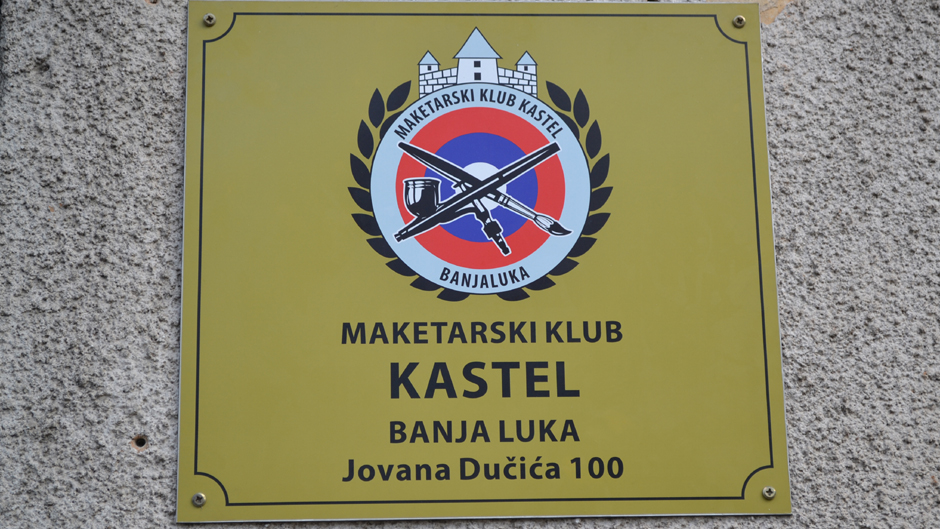 MAKETARSKI KLUB KASTEL
BANJALUKA
MAKETARSKI KLUB
KASTEL
BANJA LUKA
Jovana Dučića 100